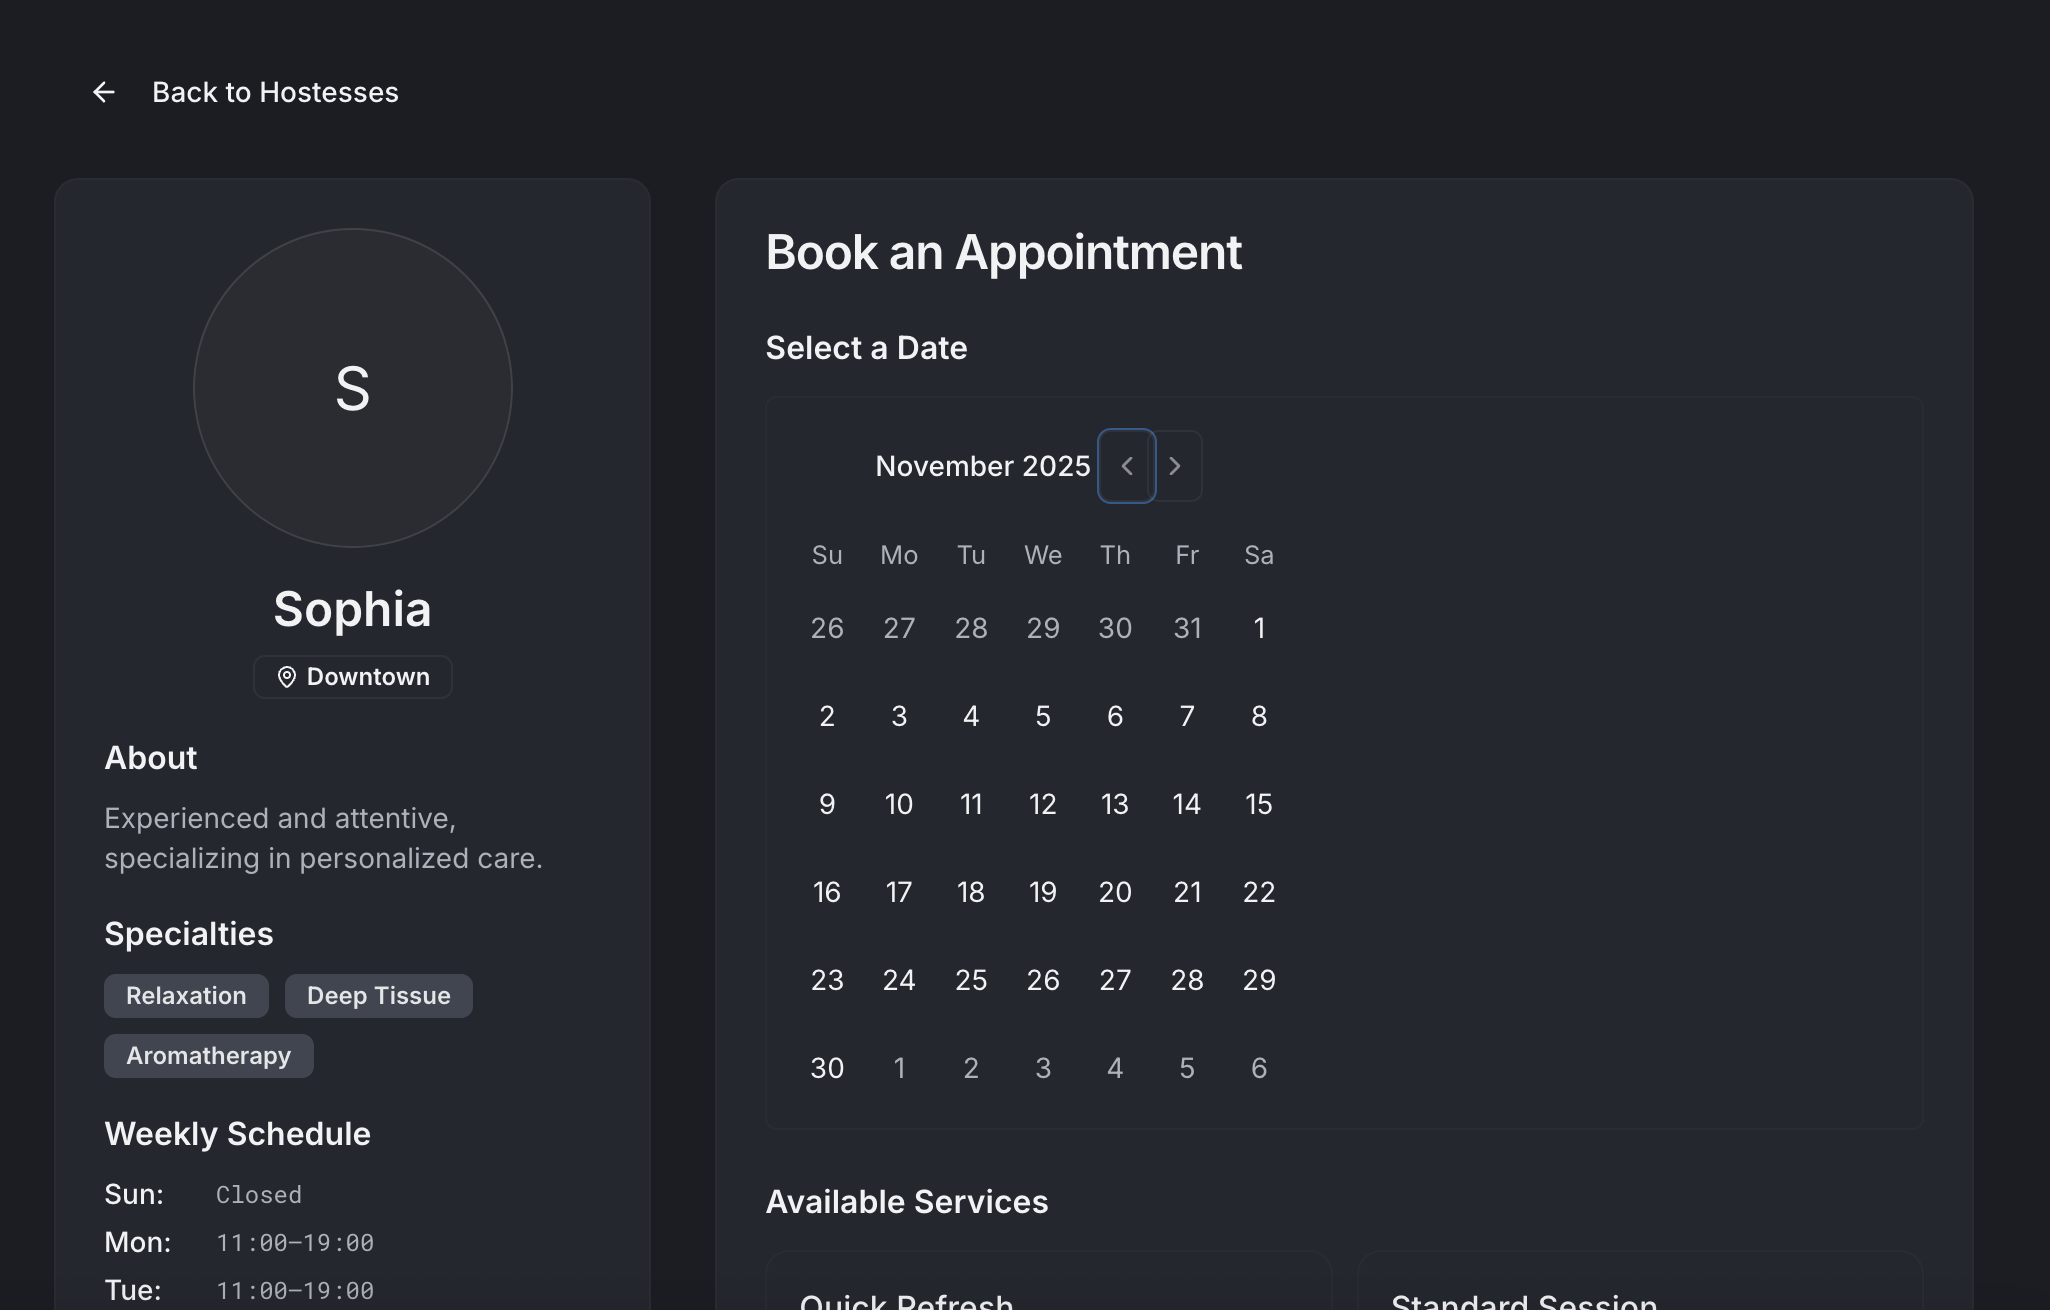 Back to Hostesses
S
Sophia
Downtown
About
Experienced and attentive,
specializing in personalized care.
Specialties
Relaxation Deep Tissue
Aromatherapy
Weekly Schedule
Sun: Closed
Mon: 11:00–19:00
Tue: 11:00–19:00
Book an Appointment
Select a Date
November 2025
Su Mo Tu We Th Fr Sa
26 27 28 29 30 31 1
2 3 4 5 6 7 8
9 10 11 12 13 14 15
16 17 18 19 20 21 22
23 24 25 26 27 28 29
30 1 2 3 4 5 6
Available Services
Quick Refresh Standard Session